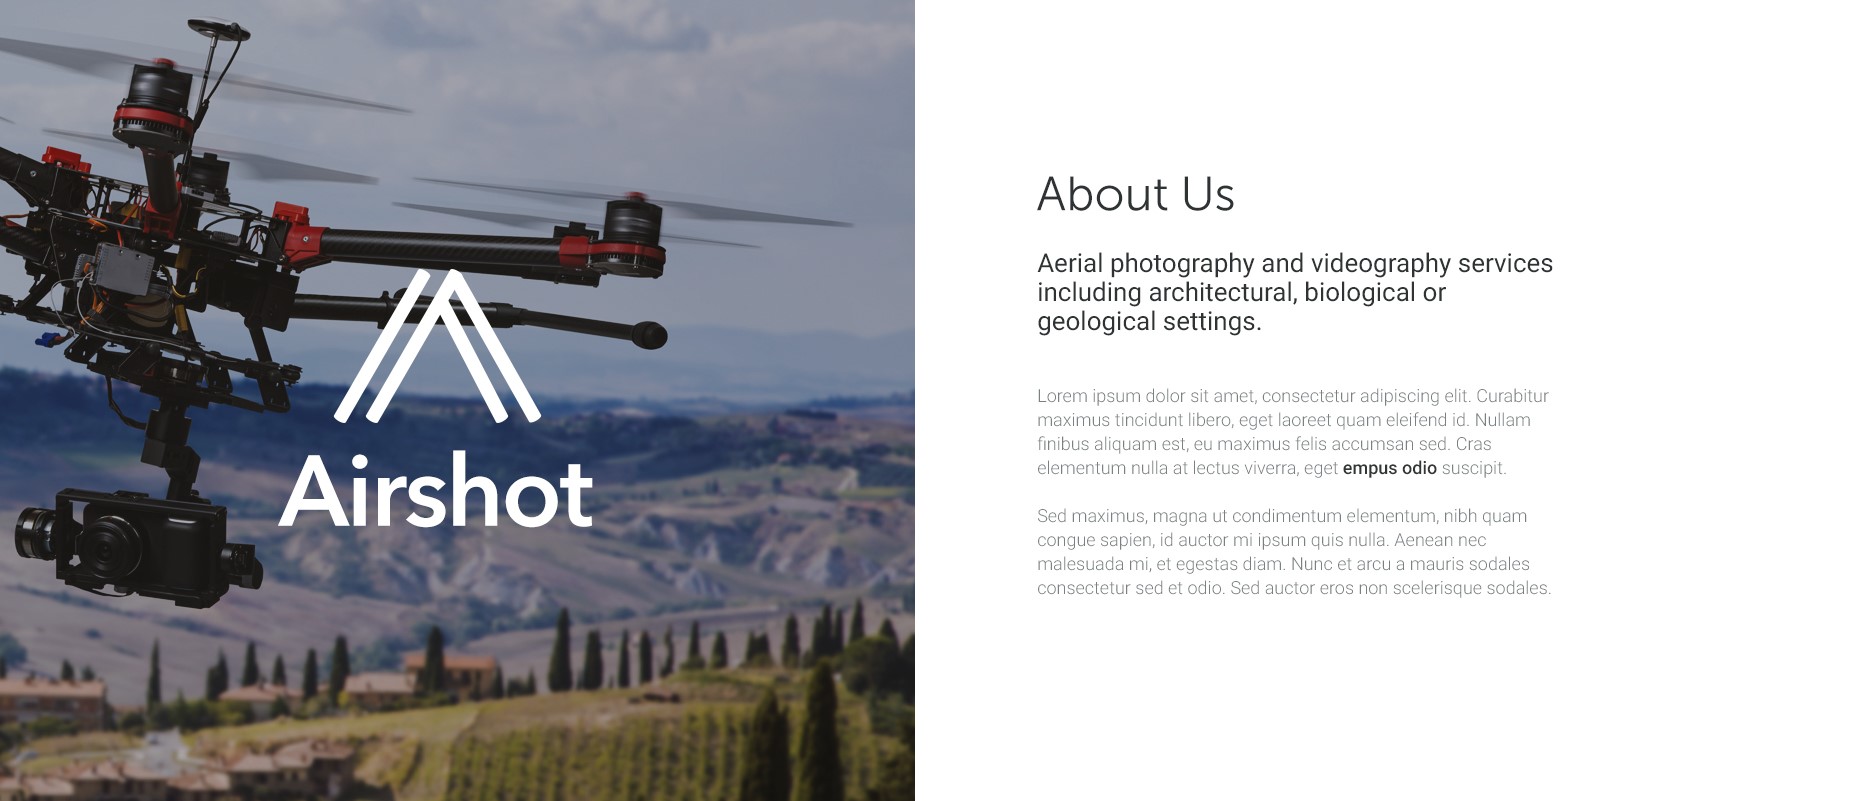 Airshot
About Us
Aerial photography and videography services
including architectural, biological or
geological settings.
Lorem ipsum dolor sit amet, consectetur adipiscing elit. Curabitur
maximus tincidunt libero, eget laoreet quam eleifend id. Nullam
finibus aliquam est, eu maximus felis accumsan sed. Cras
elementum nulla at lectus viverra, eget empus odio suscipit.
Sed maximus, magna ut condimentum elementum, nibh quam
congue sapien, id auctor mi ipsum quis nulla. Aenean nec
malesuada mi, et egestas diam. Nunc et arcu a mauris sodales
consectetur sed et odio. Sed auctor eros non scelerisque sodales.